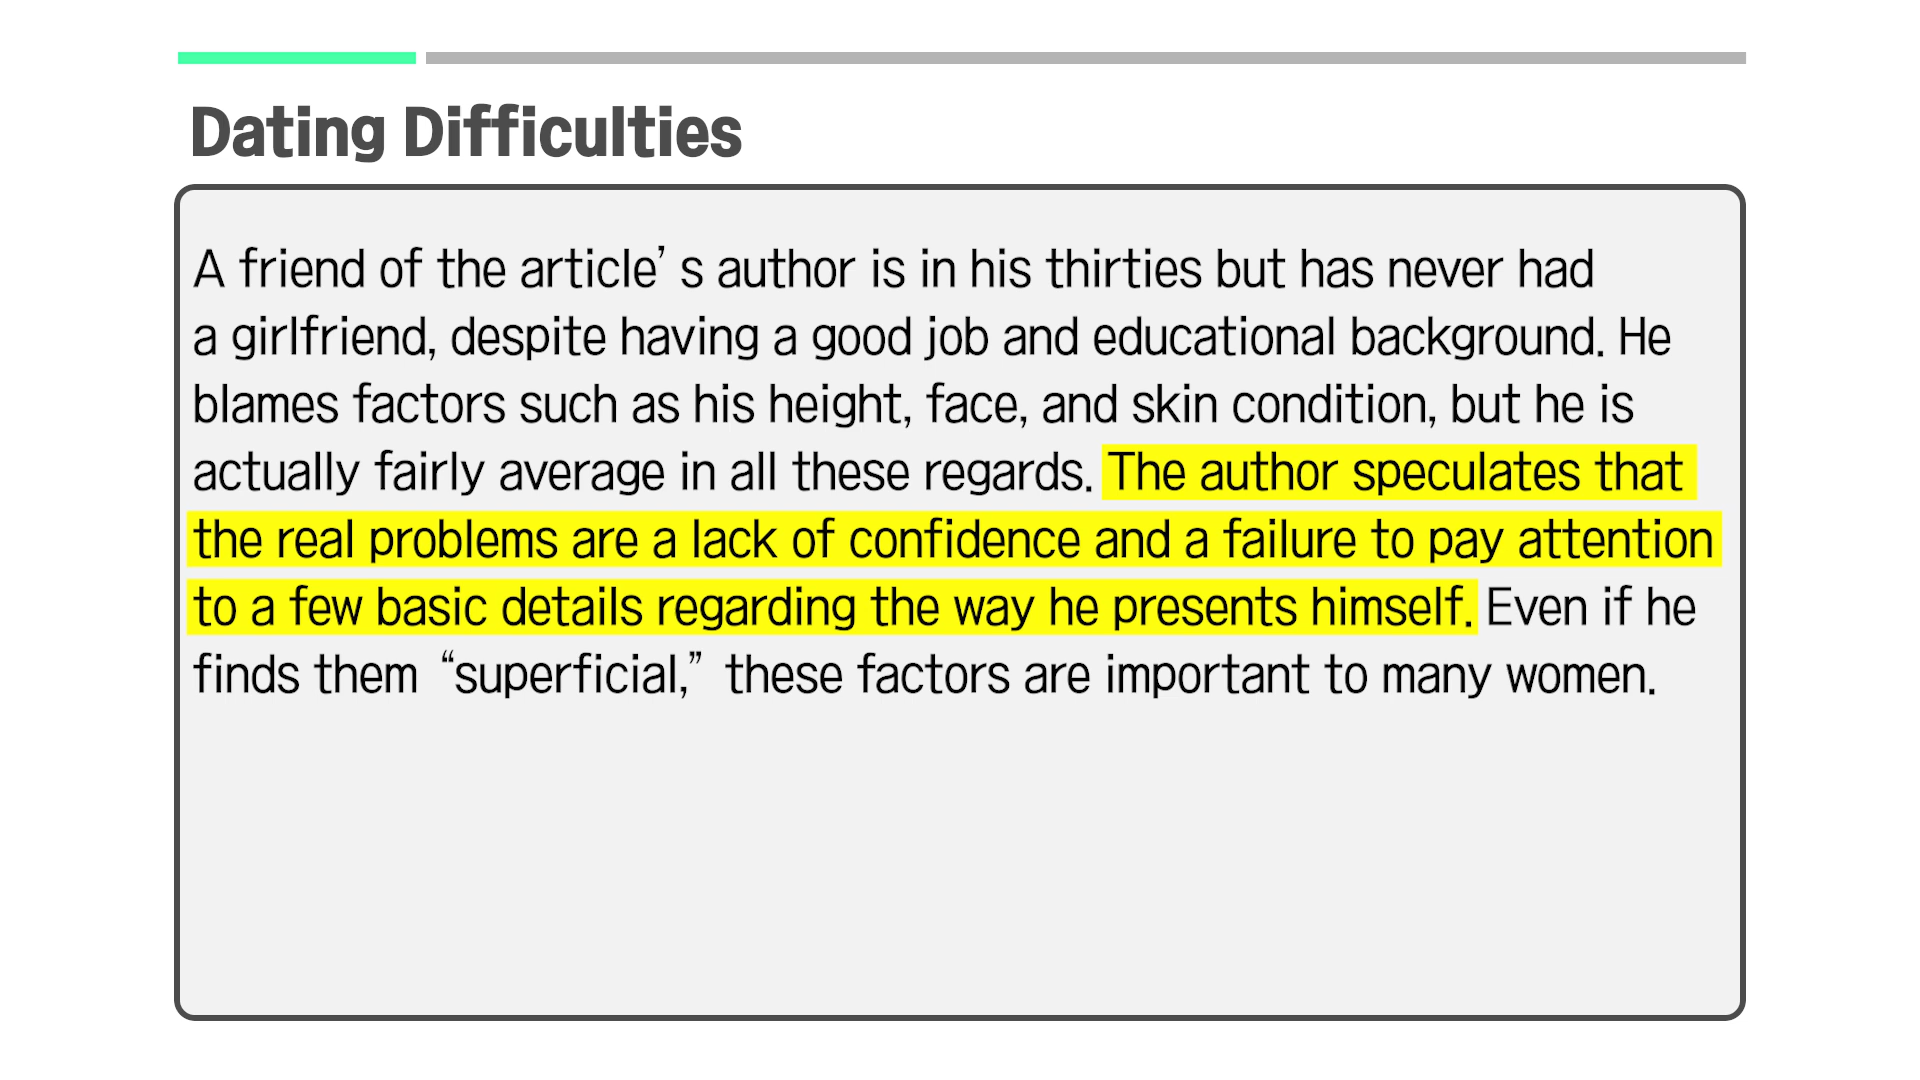 Dating Difficulties
A friend of the article’ s author is in his thirties but has never had
a girlfriend, despite having a good job and educational background. He
blames factors such as his height, face, and skin condition, but he is
actually fairly average in all these regards. The author speculates that
the real problems are a lack of confidence and a failure to pay attention
to a few basic details regarding the way he presents himself. Even if he
finds them “superficial,” these factors are important to many women.